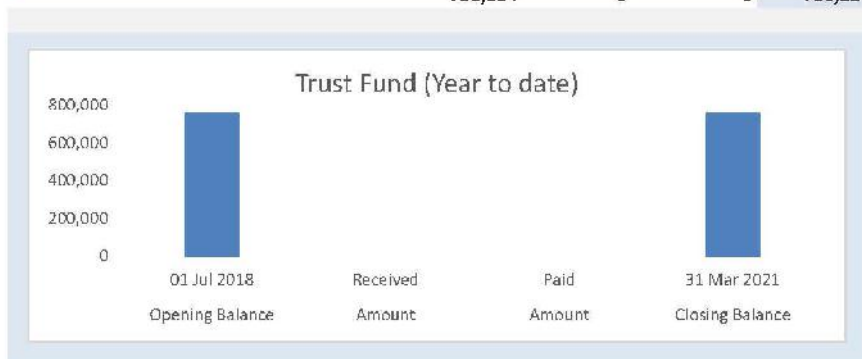 Trust Fund (Year to date)
800,000
600,000
400,000
200,000
0
01 Jul 2018 Received Paid 31 Mar 2021
Opening Balance Amount Amount Closing Balance